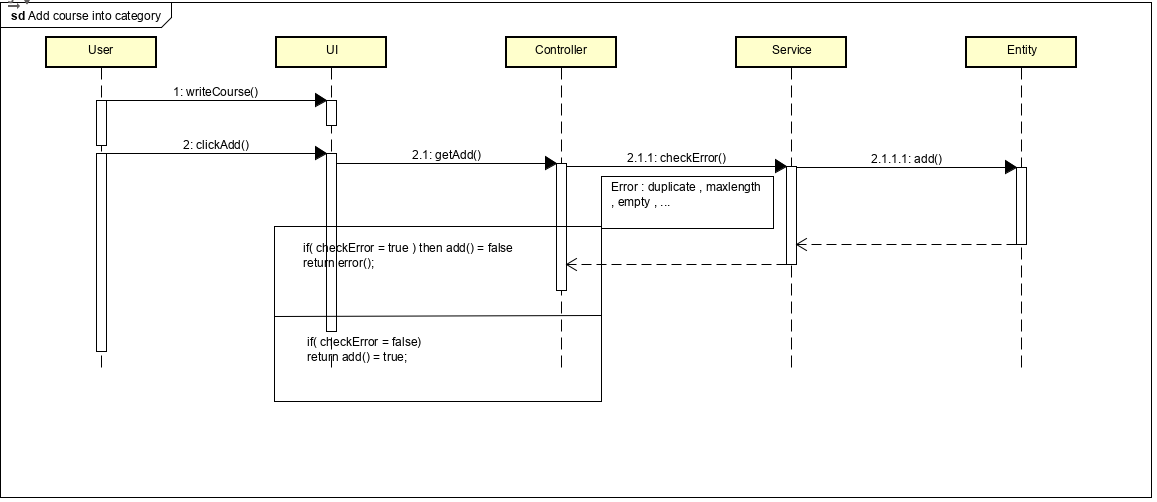 sd Add course into category
User
UI
Controller
Service
Entity
1: writeCourse()
2: clickAdd()
2.1: getAdd()
2.1.1: checkError()
2.1.1.1: add()
Error : duplicate , maxlength
, empty , ...
if( checkError = true ) then add() = false
return error();
if( checkError = false)
return add() = true;